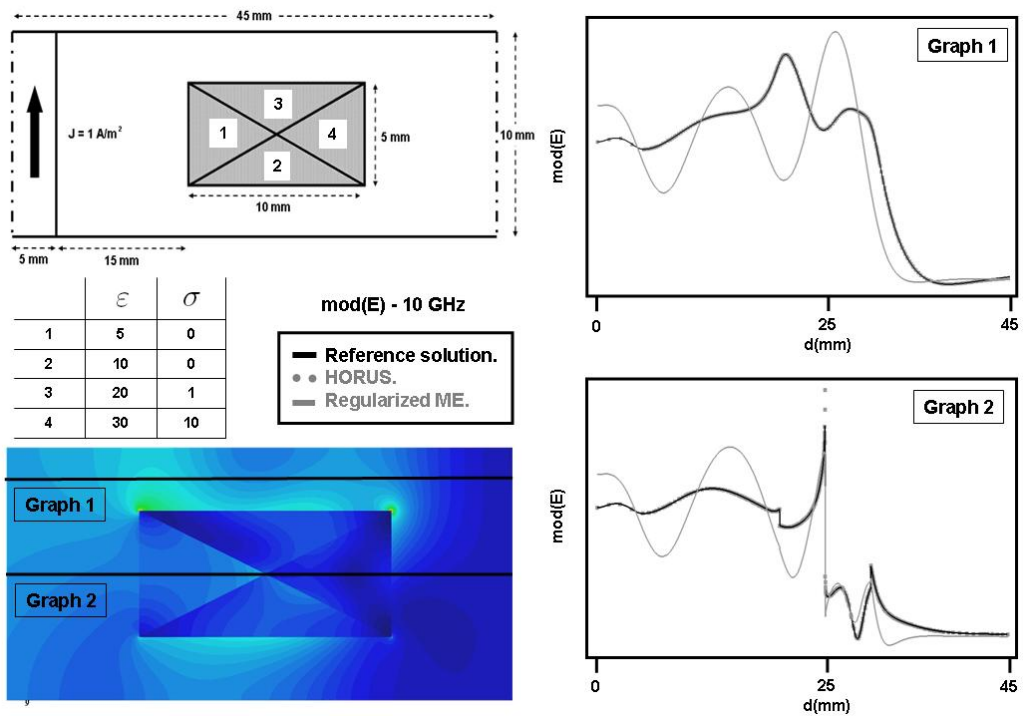 45 mm
J = 1 A/m²
1
2
3
4
5 mm
10 mm
10 mm
5 mm
15 mm
ε σ
1 5 0
2 10 0
3 20 1
4 30 10
mod(E) - 10 GHz
Reference solution.
HORUS.
Regularized ME.
Graph 1
Graph 2
9
Graph 1
mod(E)
0 25 45
d(mm)
Graph 2
mod(E)
0 25 45
d(mm)